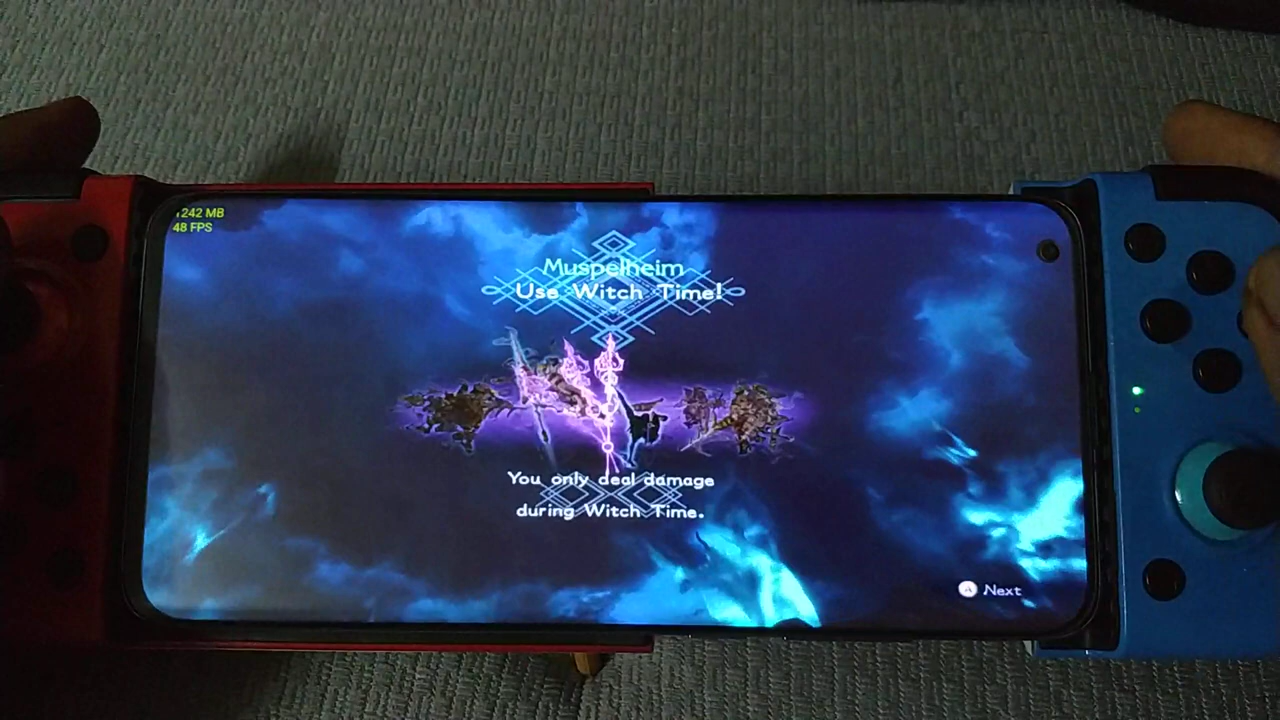 1242 MB
48 FPS
Muspelheim
Use Witch Time!
You only deal damage
during Witch Time.
A Next